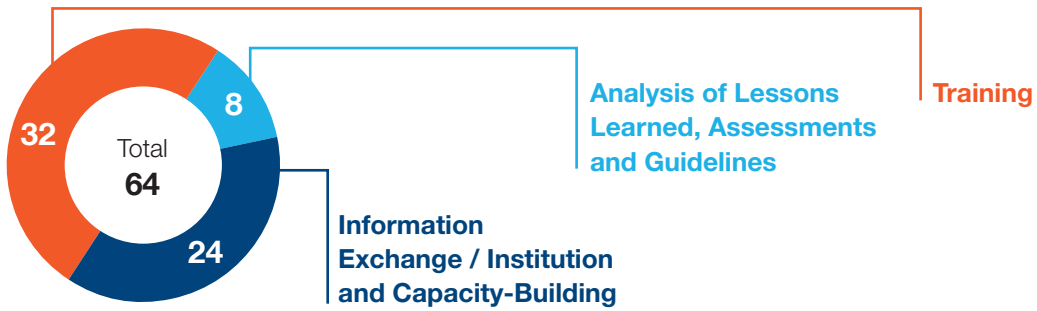 32
Total
64
8
24
Analysis of Lessons
Learned, Assessments
and Guidelines
Training
Information
Exchange / Institution
and Capacity-Building